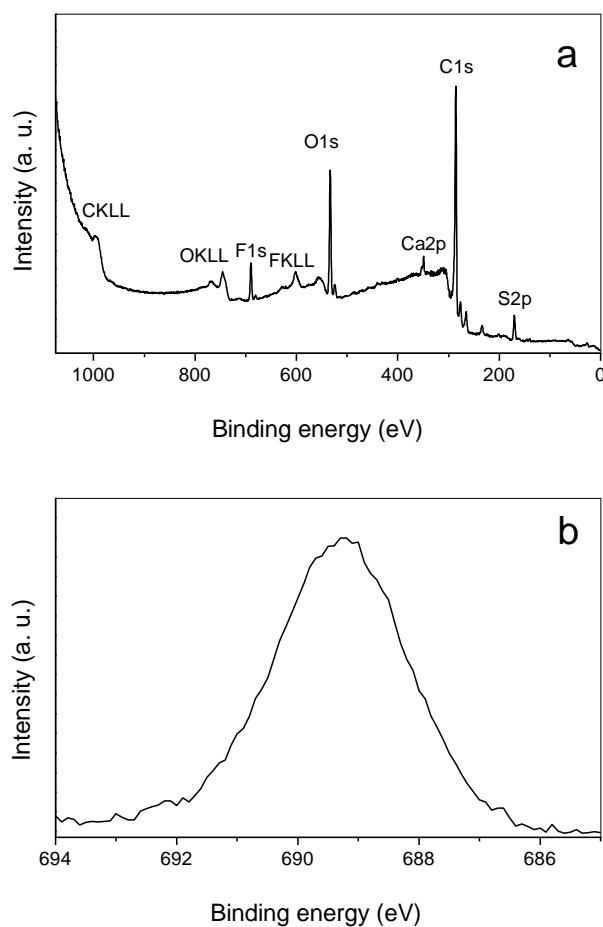 a
C1s
O1s
CKLL
OKLL
F1s
FKLL
Ca2p
S2p
Intensity (a. u.)
1000
800
600
400
200
0
Binding energy (eV)
b
Intensity (a. u.)
694
692
690
688
686
Binding energy (eV)